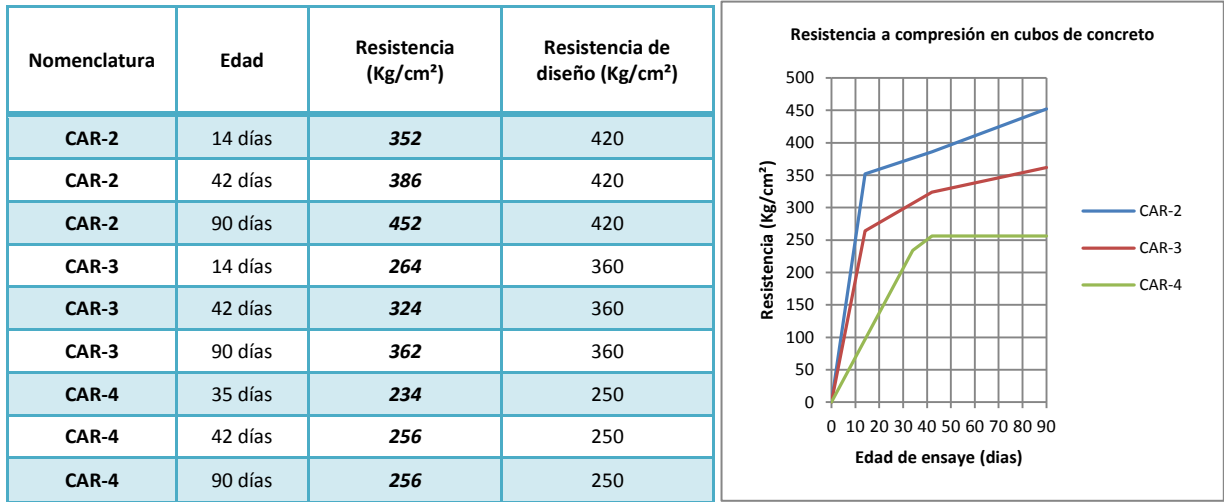 Nomenclatura Edad Resistencia (Kg/cm²) Resistencia de diseño (Kg/cm²)
CAR-2 14 días 352 420
CAR-2 42 días 386 420
CAR-2 90 días 452 420
CAR-3 14 días 264 360
CAR-3 42 días 324 360
CAR-3 90 días 362 360
CAR-4 35 días 234 250
CAR-4 42 días 256 250
CAR-4 90 días 256 250
Resistencia a compresión en cubos de concreto
Resistencia (Kg/cm²)
500
450
400
350
300
250
200
150
100
50
0
0 10 20 30 40 50 60 70 80 90
Edad de ensaye (dias)
CAR-2
CAR-3
CAR-4